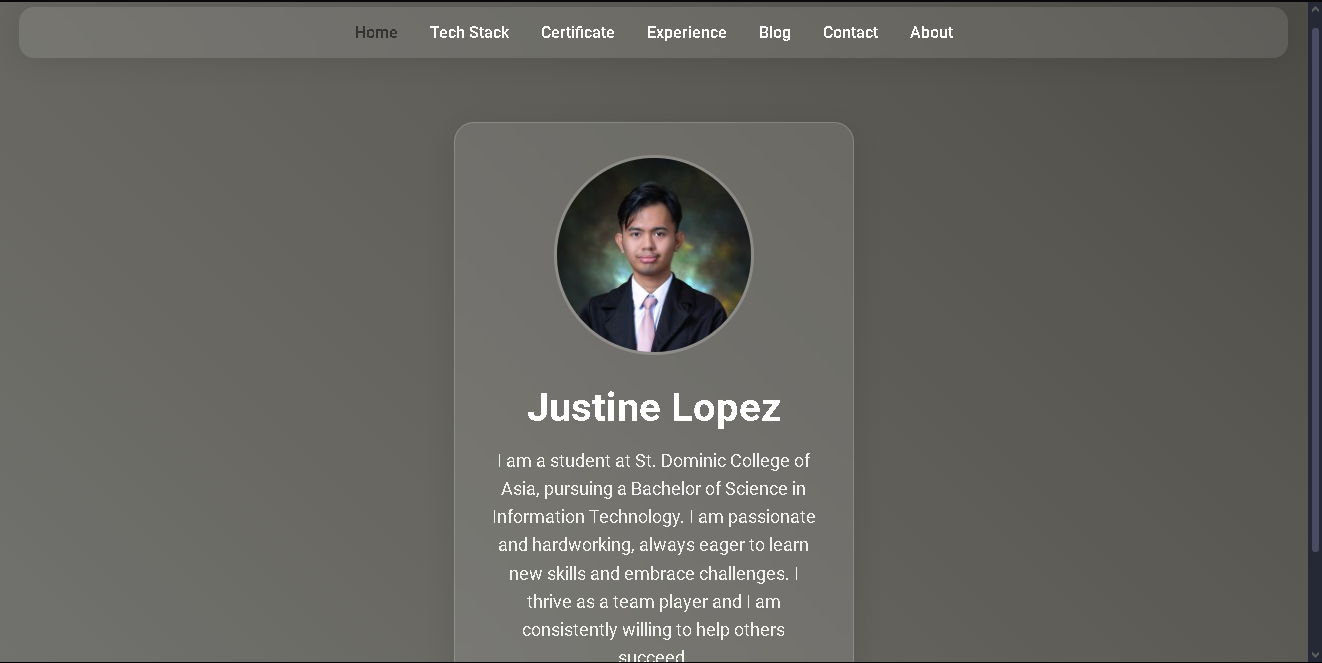 Home Tech Stack Certificate Experience Blog Contact About
Justine Lopez
I am a student at St. Dominic College of
Asia, pursuing a Bachelor of Science in
Information Technology. I am passionate
and hardworking, always eager to learn
new skills and embrace challenges. I
thrive as a team player and I am
consistently willing to help others
succeed.